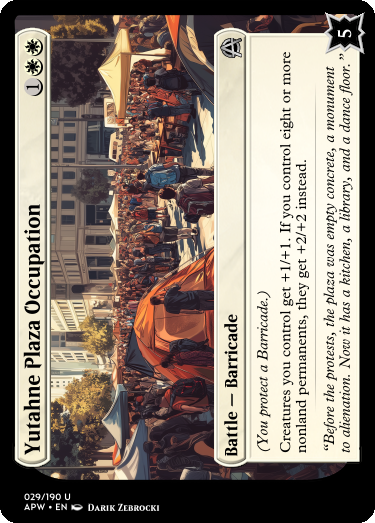 Yutahne Plaza Occupation
1
Battle — Barricade
(You protect a Barricade.)
Creatures you control get +1/+1. If you control eight or more
nonland permanents, they get +2/+2 instead.
“Before the protests, the plaza was empty concrete, a monument
to alienation. Now it has a kitchen, a library, and a dance floor.”
5
029/190 U
APW • EN DARIK ZEBROCKI